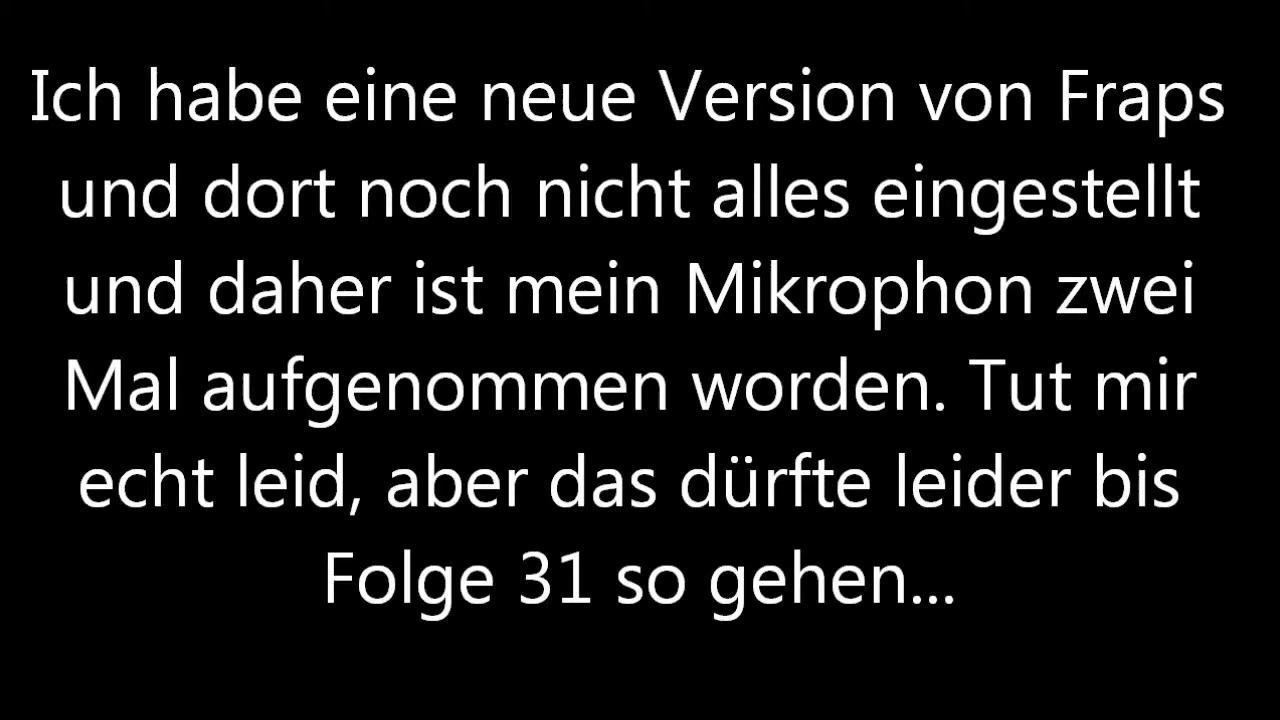 Ich habe eine neue Version von Fraps
und dort noch nicht alles eingestellt
und daher ist mein Mikrophon zwei
Mal aufgenommen worden. Tut mir
echt leid, aber das dürfte leider bis
Folge 31 so gehen...